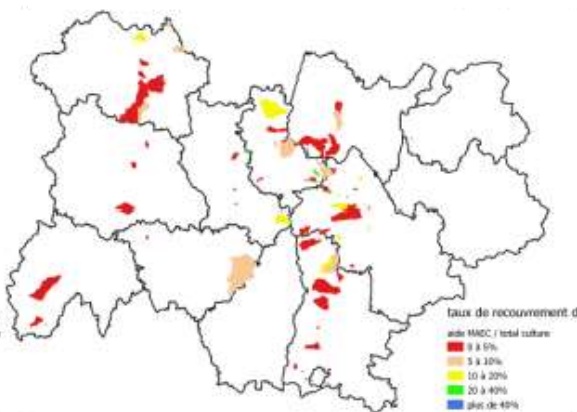 taux de recouvrement d
aide MAEC / total culture
0 à 5%
5 à 10%
10 à 20%
20 à 40%
plus de 40%